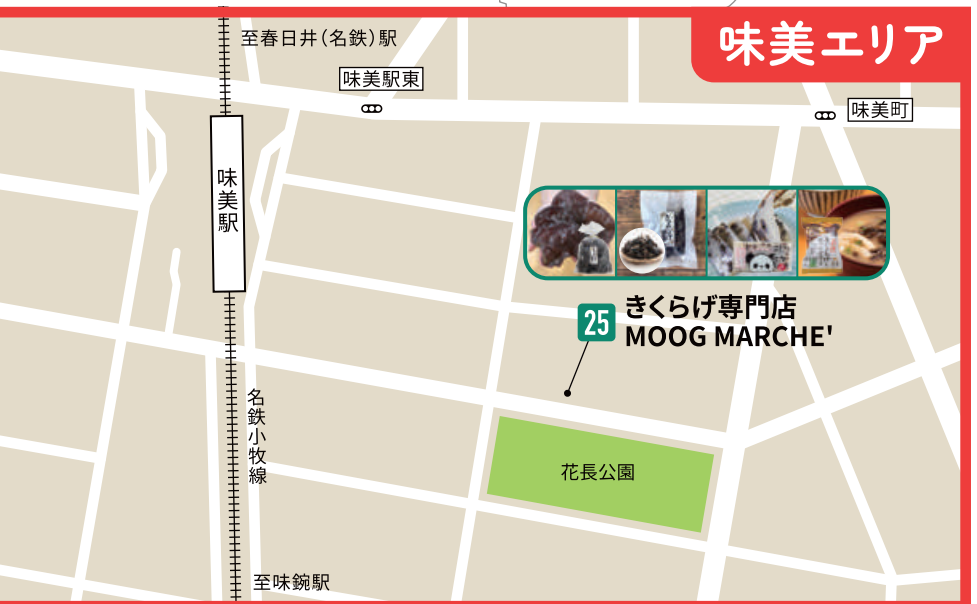 味美エリア
至春日井(名鉄)駅
味美駅東
味美町
味美駅
25
きくらげ専門店
MOOG MARCHE'
名鉄小牧線
花長公園
至味鋺駅